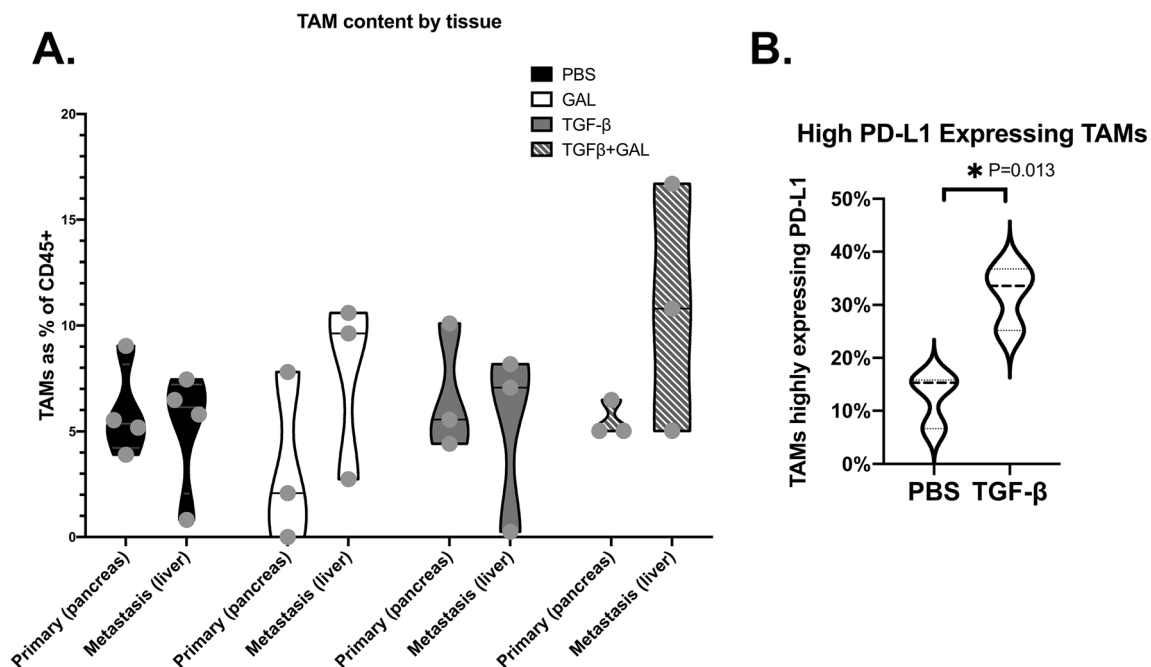 TAM content by tissue
A.
PBS
GAL
TGF-β
TGFβ+GAL
TAMs as % of CD45+
20
15
10
5
0
Primary (pancreas)
Metastasis (liver)
Primary (pancreas)
Metastasis (liver)
Primary (pancreas)
Metastasis (liver)
Primary (pancreas)
Metastasis (liver)
B.
High PD-L1 Expressing TAMs
* P=0.013
TAMs highly expressing PD-L1
50%
40%
30%
20%
10%
0%
PBS TGF-β